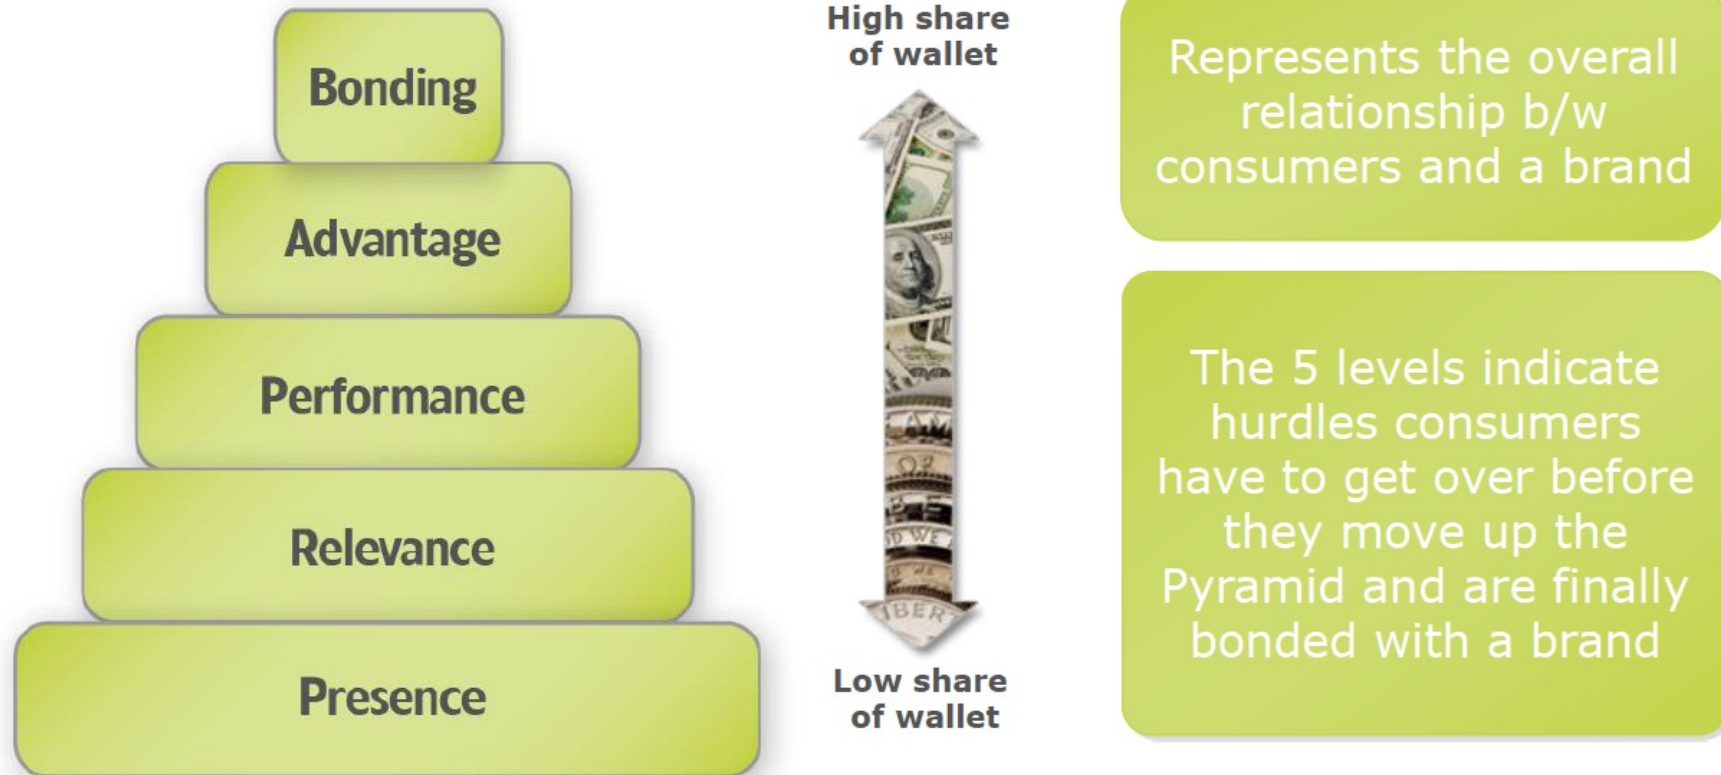 Bonding
Advantage
Performance
Relevance
Presence
High share
of wallet
Low share
of wallet
Represents the overall
relationship b/w
consumers and a brand
The 5 levels indicate
hurdles consumers
have to get over before
they move up the
Pyramid and are finally
bonded with a brand